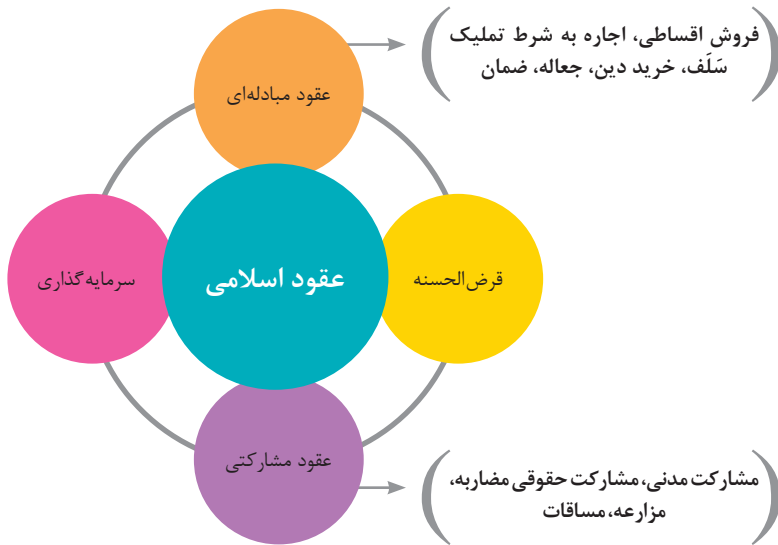 فروش اقساطی، اجاره به شرط تملیک
سَلَف، خرید دین، جعاله، ضمان
عقود مبادله‌ای
قرض‌الحسنه
عقود اسلامی
سرمایه‌گذاری
عقود مشارکتی
مشارکت مدنی، مشارکت حقوقی مضاربه،
مزارعه، مساقات